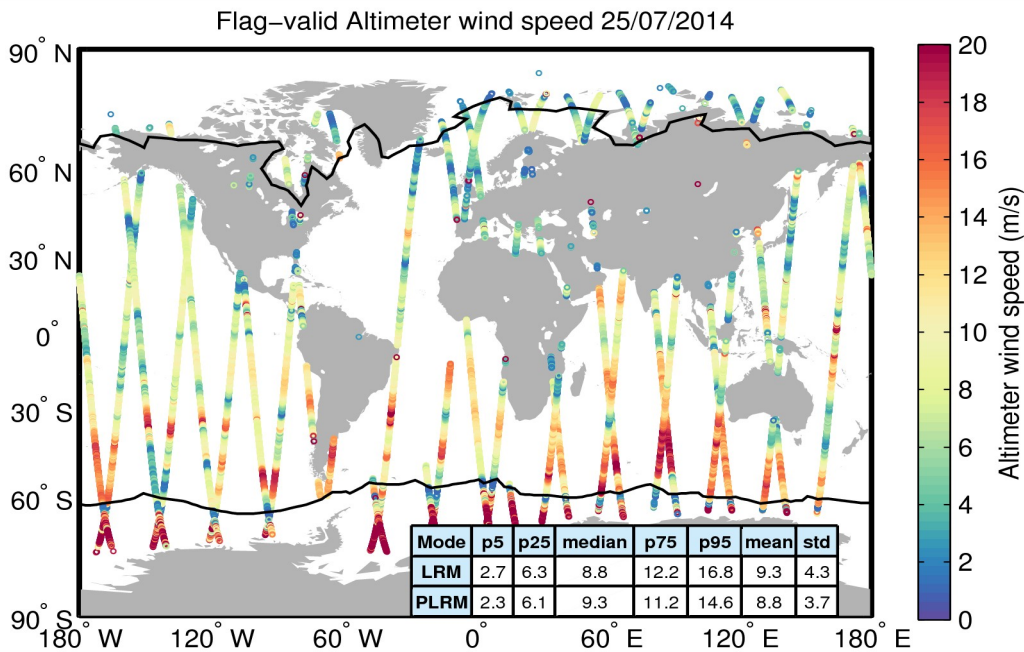 Flag−valid Altimeter wind speed 25/07/2014
90° N
60° N
30° N
0°
30° S
60° S
90° S
180° W
120° W
60° W
0°
60° E
120° E
180° E
Mode p5 p25 median p75 p95 mean std
LRM 2.7 6.3 8.8 12.2 16.8 9.3 4.3
PLRM 2.3 6.1 9.3 11.2 14.6 8.8 3.7
20
18
16
14
12
10
8
6
4
2
0
Altimeter wind speed (m/s)